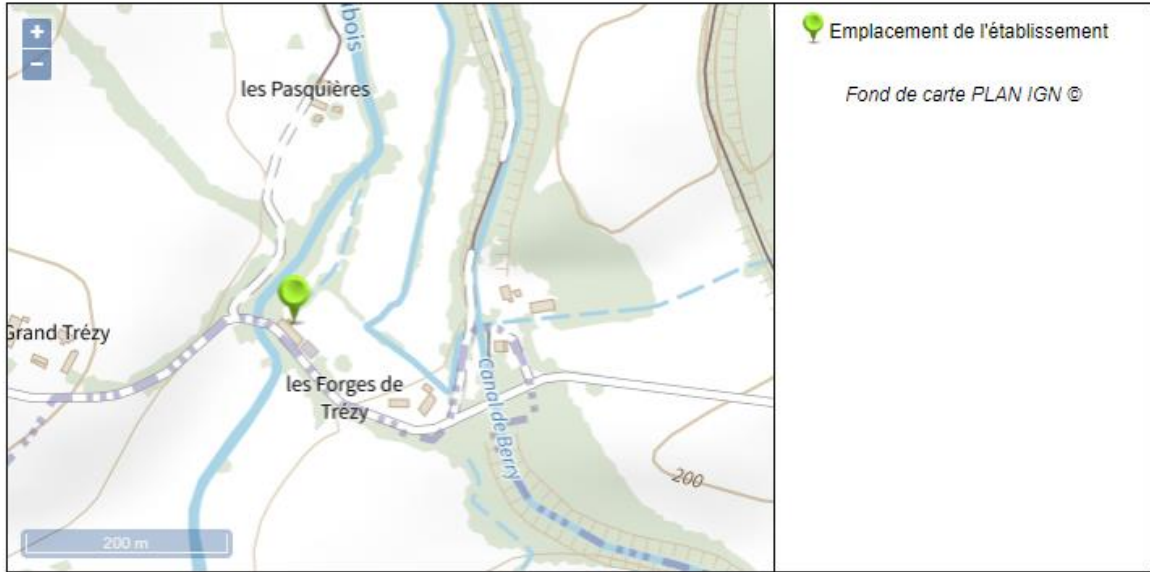 +
−
ubois
les Pasquières
Grand Trézy
les Forges de
Trézy
Canal de Berry
200
200 m
Emplacement de l'établissement
Fond de carte PLAN IGN ©